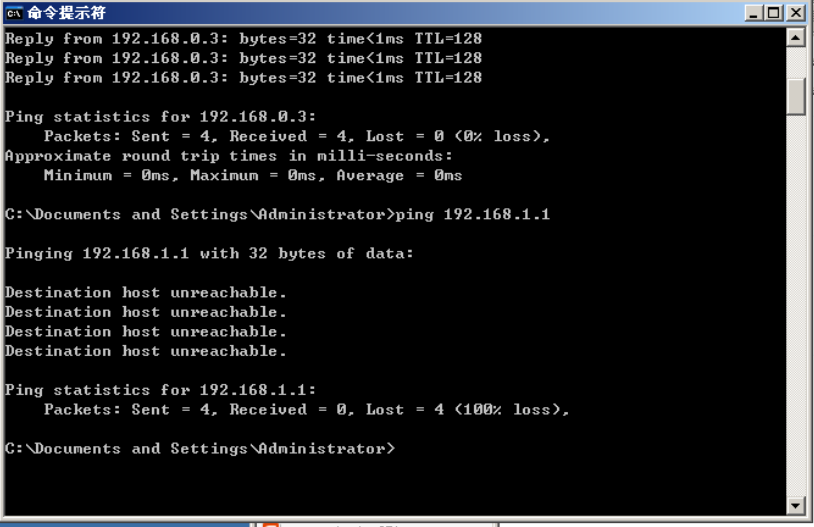 命令提示符
Reply from 192.168.0.3: bytes=32 time<1ms TTL=128
Reply from 192.168.0.3: bytes=32 time<1ms TTL=128
Reply from 192.168.0.3: bytes=32 time<1ms TTL=128
Ping statistics for 192.168.0.3:
Packets: Sent = 4, Received = 4, Lost = 0 (0% loss),
Approximate round trip times in milli-seconds:
Minimum = 0ms, Maximum = 0ms, Average = 0ms
C:\Documents and Settings\Administrator>ping 192.168.1.1
Pinging 192.168.1.1 with 32 bytes of data:
Destination host unreachable.
Destination host unreachable.
Destination host unreachable.
Destination host unreachable.
Ping statistics for 192.168.1.1:
Packets: Sent = 4, Received = 0, Lost = 4 (100% loss),
C:\Documents and Settings\Administrator>